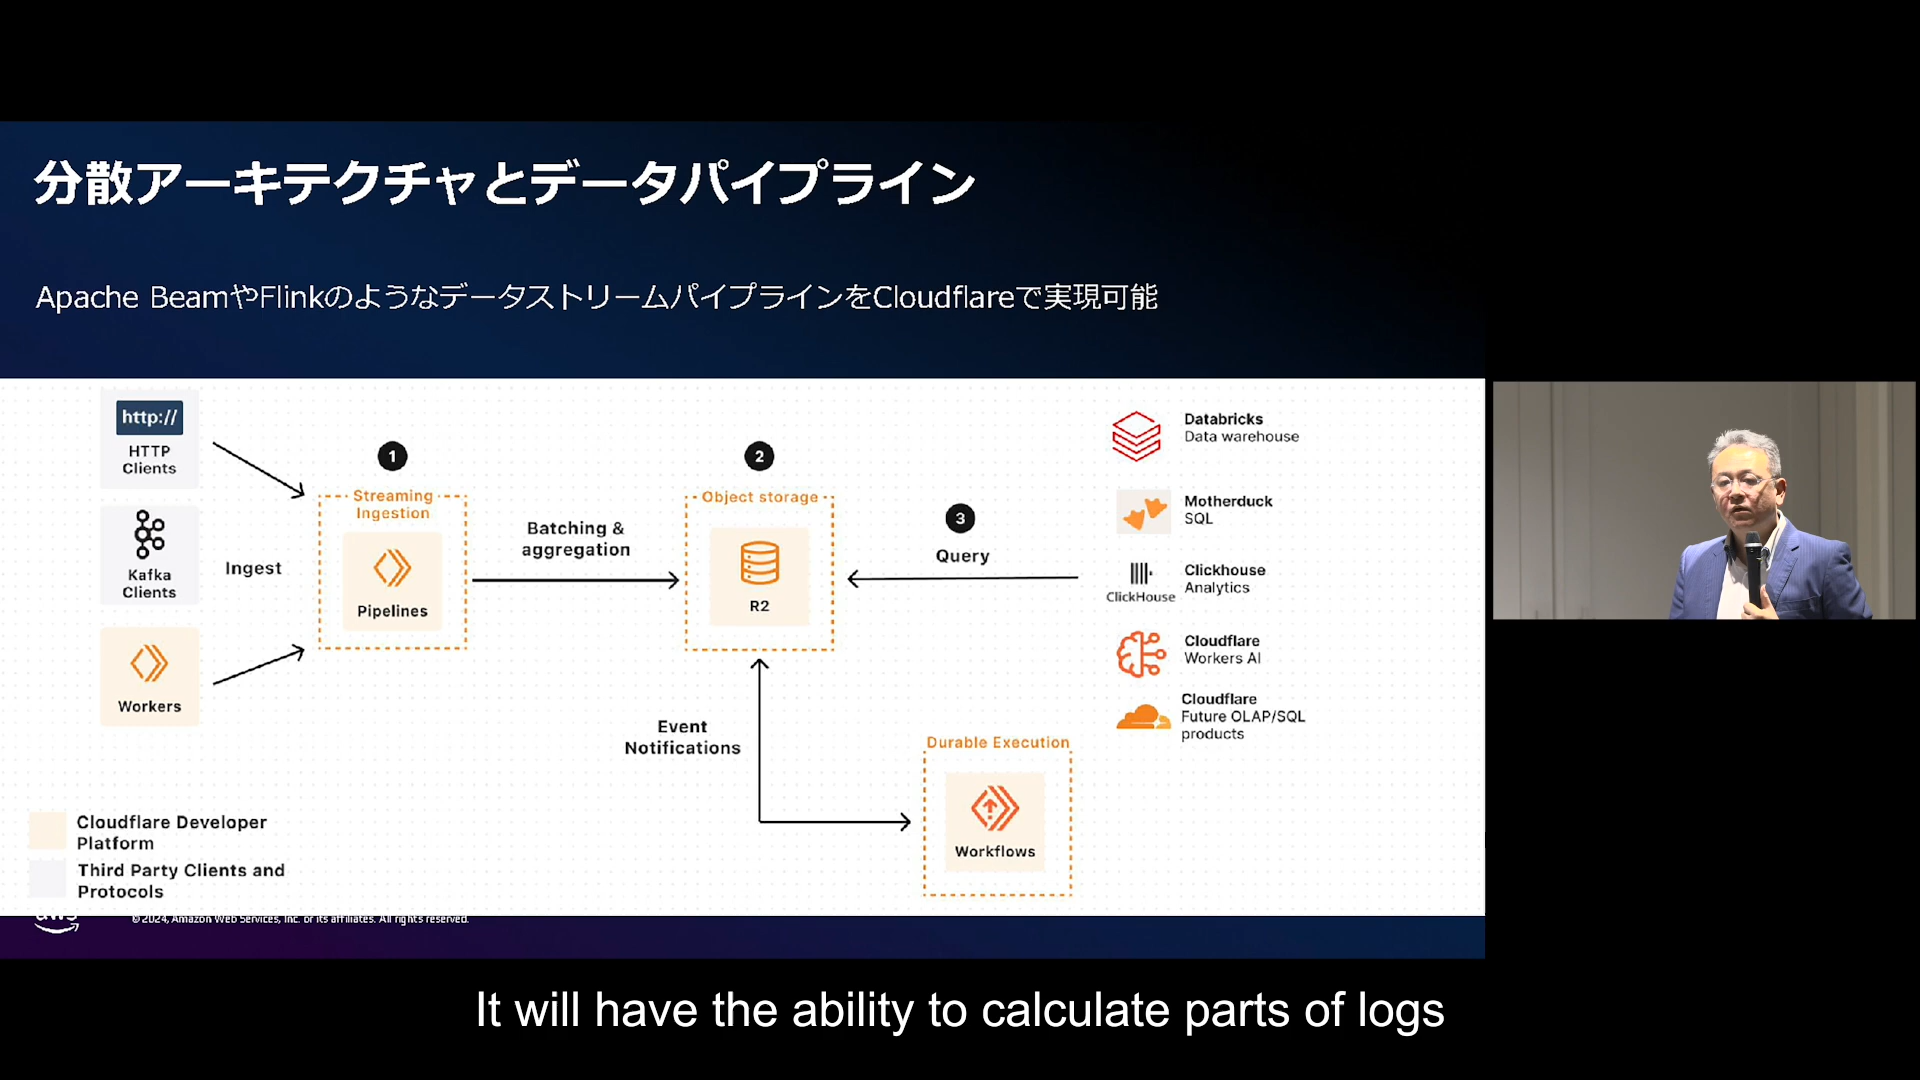 分散アーキテクチャとデータパイプライン
Apache BeamやFlinkのようなデータストリームパイプラインをCloudflareで実現可能
http://
HTTP
Clients
Kafka
Clients
Workers
Ingest
1
Streaming
Ingestion
Pipelines
Batching &
aggregation
2
Object storage
R2
3
Query
Event
Notifications
Durable Execution
Workflows
Databricks
Data warehouse
Motherduck
SQL
ClickHouse
Clickhouse
Analytics
Cloudflare
Workers AI
Cloudflare
Future OLAP/SQL
products
Cloudflare Developer
Platform
Third Party Clients and
Protocols
aws
© 2024, Amazon Web Services, Inc. or its affiliates. All rights reserved.
It will have the ability to calculate parts of logs